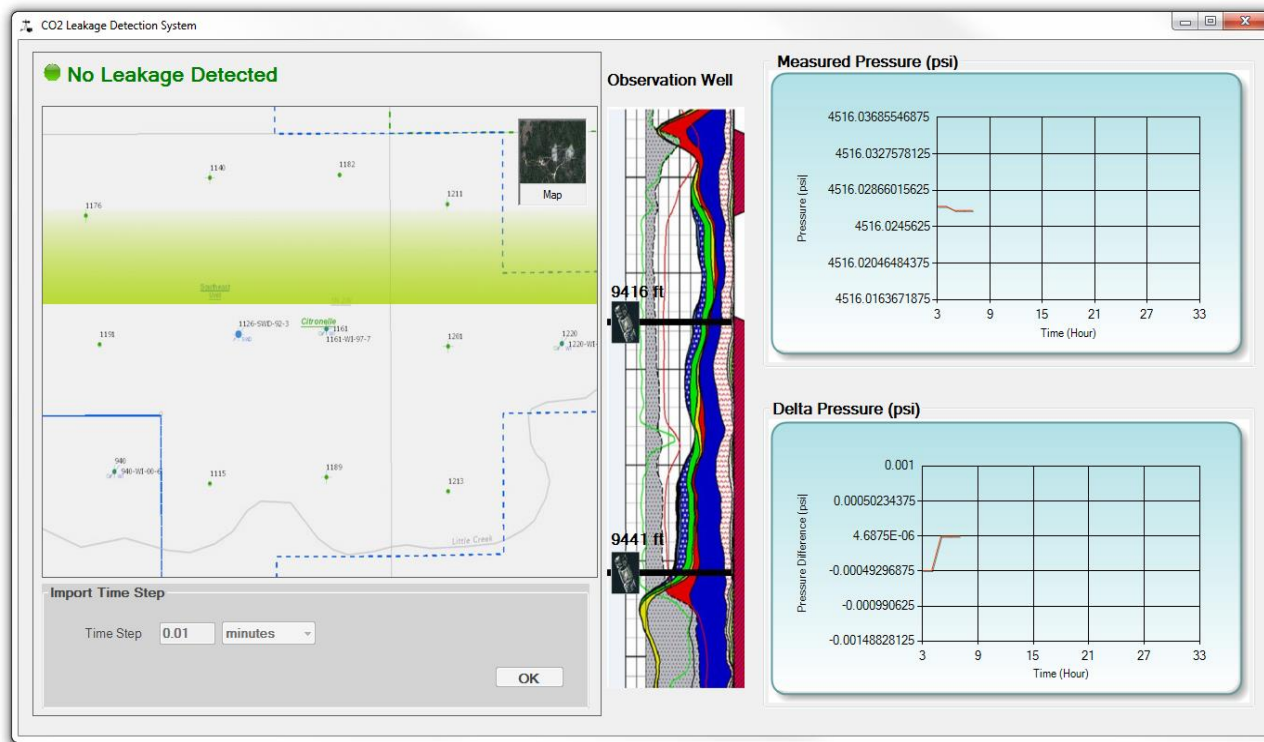 CO2 Leakage Detection System
No Leakage Detected
Map
1140
1182
1211
1176
Citronelle
1126-SWD-92-3
1161
1161-WI-97-7
1191
1261
1220
1220-WI-
940
940-WI-00-6
1115
1189
1213
Little Creek
Import Time Step
Time Step
0.01
minutes
OK
Observation Well
9416 ft
9441 ft
Measured Pressure (psi)
Pressure (psi)
4516.03685546875
4516.0327578125
4516.02866015625
4516.0245625
4516.02046484375
4516.0163671875
3 9 15 21 27 33
Time (Hour)
Delta Pressure (psi)
Pressure Difference (psi)
0.001
0.00050234375
4.6875E-06
-0.00049296875
-0.000990625
-0.00148828125
3 9 15 21 27 33
Time (Hour)